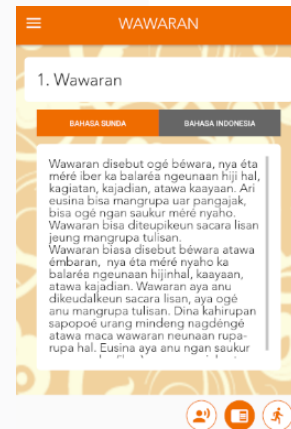 WAWARAN
1. Wawaran
BAHASA SUNDA
BAHASA INDONESIA
Wawaran disebut ogé béwara, nya éta
méré iber ka balaréa ngeunaan hiji hal,
kagiatan, kajadian, atawa kaayaan. Ari
eusina bisa mangrupa uar pangajak,
bisa ogé ngan saukur méré nyaho.
Wawaran bisa diteupikeun sacara lisan
jeung mangrupa tulisan.
Wawaran biasa disebut béwara atawa
émbaran, nya éta méré nyaho ka
balaréa ngeunaan hijinhal, kaayaan,
atawa kajadian. Wawaran aya anu
dikeudalkeun sacara lisan, aya ogé
anu mangrupa tulisan. Dina kahirupan
sapopoé urang mindeng nagdéngé
atawa maca wawaran neunaan rupa-
rupa hal. Eusina aya anu ngan saukur